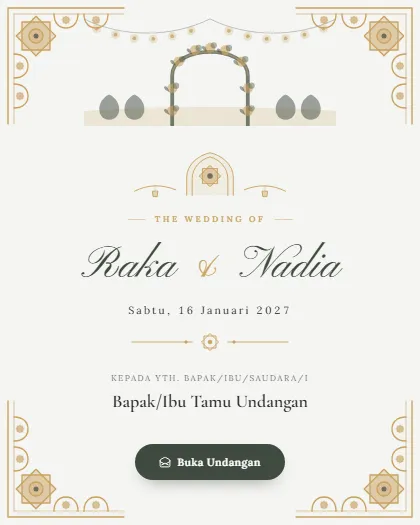 THE WEDDING OF
Raka & Nadia
Sabtu, 16 Januari 2027
KEPADA YTH. BAPAK/IBU/SAUDARA/I
Bapak/Ibu Tamu Undangan
Buka Undangan